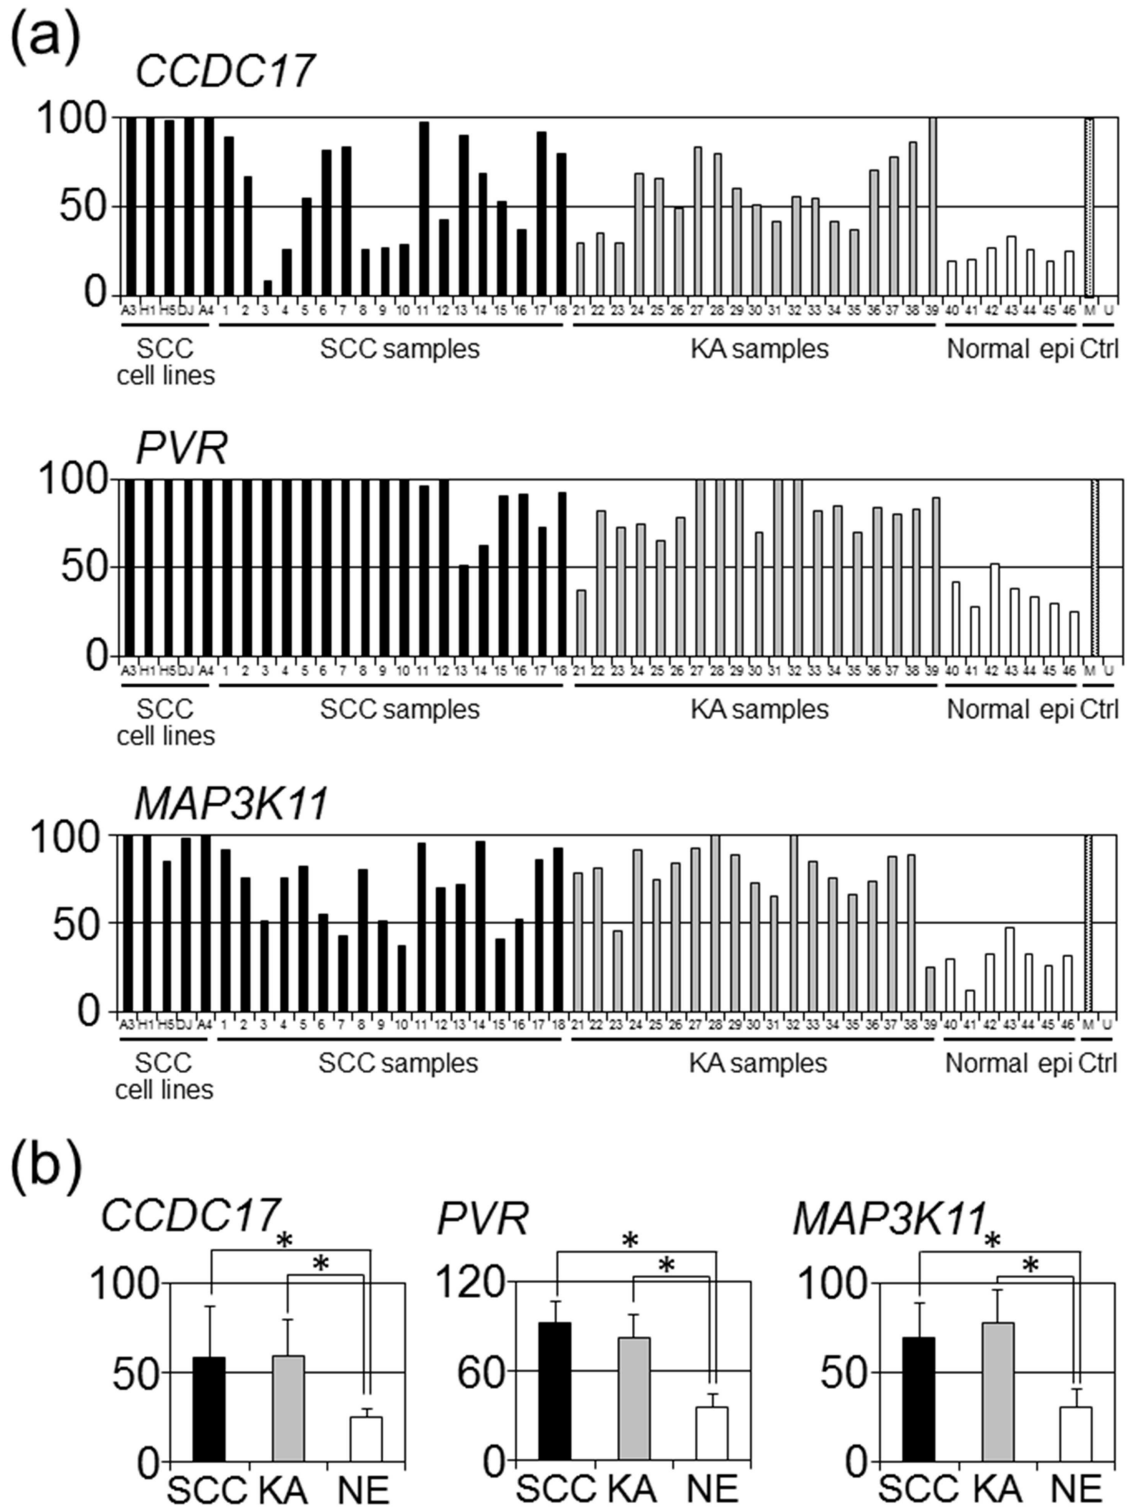 (a)
CCDC17
100
50
0
A3 H1 H5 DJ A4 1 2 3 4 5 6 7 8 9 10 11 12 13 14 15 16 17 18 21 22 23 24 25 26 27 28 29 30 31 32 33 34 35 36 37 38 39 40 41 42 43 44 45 46 M U
SCC SCC samples KA samples Normal epi Ctrl
cell lines
PVR
100
50
0
A3 H1 H5 DJ A4 1 2 3 4 5 6 7 8 9 10 11 12 13 14 15 16 17 18 21 22 23 24 25 26 27 28 29 30 31 32 33 34 35 36 37 38 39 40 41 42 43 44 45 46 M U
SCC SCC samples KA samples Normal epi Ctrl
cell lines
MAP3K11
100
50
0
A3 H1 H5 DJ A4 1 2 3 4 5 6 7 8 9 10 11 12 13 14 15 16 17 18 21 22 23 24 25 26 27 28 29 30 31 32 33 34 35 36 37 38 39 40 41 42 43 44 45 46 M U
SCC SCC samples KA samples Normal epi Ctrl
cell lines
(b)
CCDC17
*
*
100
50
0
SCC KA NE
PVR
*
*
120
60
0
SCC KA NE
MAP3K11
*
*
100
50
0
SCC KA NE